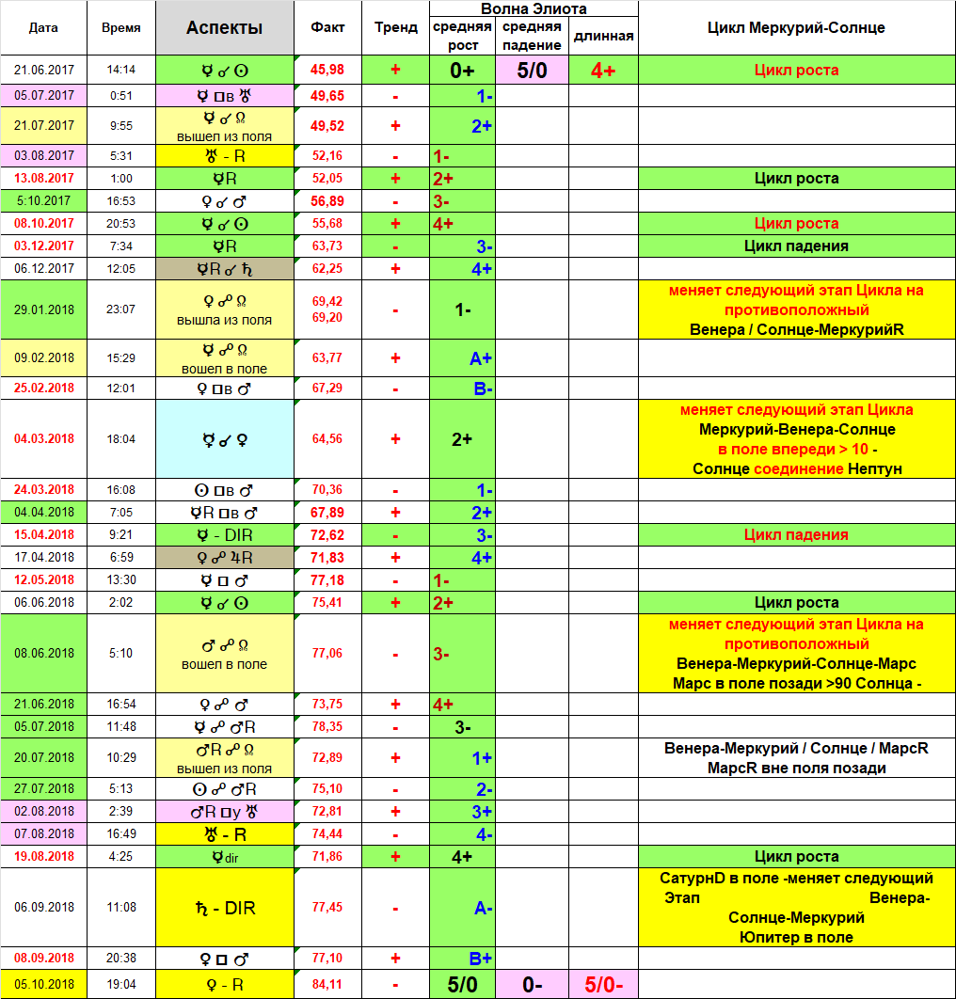 Дата Время Аспекты Факт Тренд Волна Элиота Цикл Меркурий-Солнце
средняя рост средняя падение длинная
21.06.2017 14:14 ☿ ☌ ☉ 45,98 + 0+ 5/0 4+ Цикл роста
05.07.2017 0:51 ☿ □в ♅ 49,65 - 1-
21.07.2017 9:55 ☿ ☌ ☊ 49,52 + 2+
вышел из поля
03.08.2017 5:31 ♅ - R 52,16 - 1-
13.08.2017 1:00 ☿R 52,05 + 2+ Цикл роста
5:10.2017 16:53 ♀ ☌ ♂ 56,89 - 3-
08.10.2017 20:53 ☿ ☌ ☉ 55,68 + 4+ Цикл роста
03.12.2017 7:34 ☿R 63,73 - 3- Цикл падения
06.12.2017 12:05 ☿R ☌ ♄ 62,25 + 4+
29.01.2018 23:07 ♀ ☍ ☊ вышла из поля 69,42 69,20 - 1- меняет следующий этап Цикла на
противоположный
Венера / Солнце-МеркурийR
09.02.2018 15:29 ☿ ☍ ☊ 63,77 + A+
вошел в поле
25.02.2018 12:01 ♀ □в ♂ 67,29 - B-
04.03.2018 18:04 ☿ ☌ ♀ 64,56 + 2+ меняет следующий этап Цикла
Меркурий-Венера-Солнце
в поле впереди > 10 -
Солнце соединение Нептун
24.03.2018 16:08 ☉ □в ♂ 70,36 - 1-
04.04.2018 7:05 ☿R □в ♂ 67,89 + 2+
15.04.2018 9:21 ☿ - DIR 72,62 - 3- Цикл падения
17.04.2018 6:59 ♀ ☍ ♃R 71,83 + 4+
12.05.2018 13:30 ☿ □ ♂ 77,18 - 1-
06.06.2018 2:02 ☿ ☌ ☉ 75,41 + 2+ Цикл роста
08.06.2018 5:10 ♂ ☍ ☊ вошел в поле 77,06 - 3- меняет следующий этап Цикла на
противоположный
Венера-Меркурий-Солнце-Марс
Марс в поле позади >90 Солнца -
21.06.2018 16:54 ♀ ☍ ♂ 73,75 + 4+
05.07.2018 11:48 ☿ ☍ ♂R 78,35 - 3-
20.07.2018 10:29 ♂R ☍ ☊ вышел из поля 72,89 + 1+ Венера-Меркурий / Солнце / МарсR
МарсR вне поля позади
27.07.2018 5:13 ☉ ☍ ♂R 75,10 - 2-
02.08.2018 2:39 ♂R □у ♅ 72,81 + 3+
07.08.2018 16:49 ♅ - R 74,44 - 4-
19.08.2018 4:25 ☿dir 71,86 + 4+ Цикл роста
06.09.2018 11:08 ♄ - DIR 77,45 - A- СатурнD в поле -меняет следующий
Этап Венера-
Солнце-Меркурий
Юпитер в поле
08.09.2018 20:38 ♀ □ ♂ 77,10 + B+
05.10.2018 19:04 ♀ - R 84,11 - 5/0 0- 5/0-